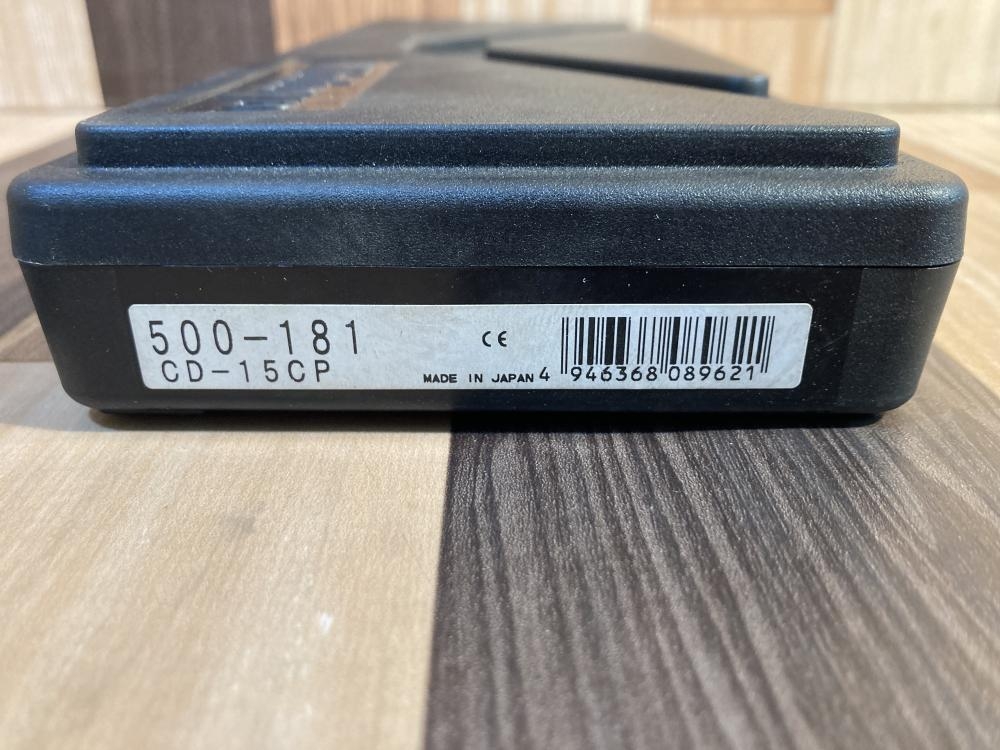 500-181
CD-15CP
CE
MADE IN JAPAN
4 946368 089621